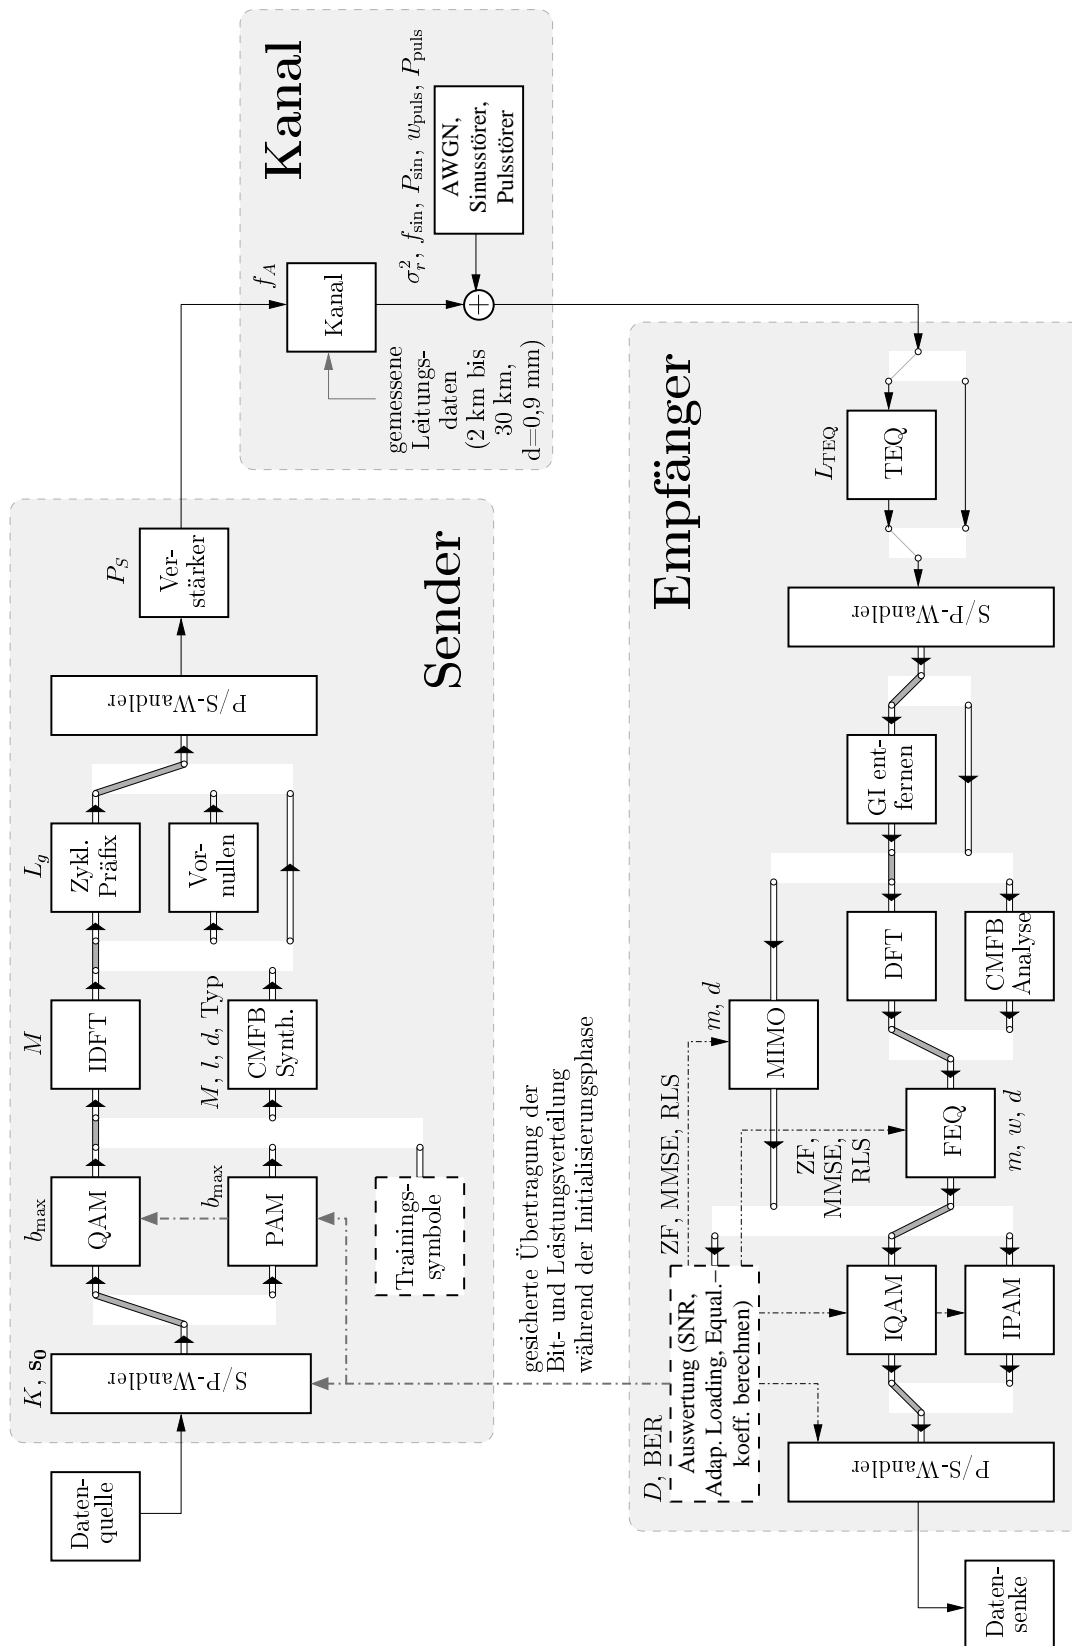 Daten-
quelle
K, s₀
S/P-Wandler
b_max
QAM
b_max
PAM
Trainings-
symbole
M
IDFT
M, l, d, Typ
CMFB
Synth.
L_g
Zykl.
Präfix
Vor-
nullen
P/S-Wandler
P_S
Ver-
stärker
Sender
Kanal
f_A
Kanal
gemessene
Leitungs-
daten
(2 km bis
30 km,
d=0,9 mm)
σ_r², f_sin, P_sin, w_puls, P_puls
AWGN,
Sinusstörer,
Pulsstörer
+
gesicherte Übertragung der
Bit- und Leistungsverteilung
während der Initialisierungsphase
Empfänger
L_TEQ
TEQ
S/P-Wandler
GI ent-
fernen
DFT
CMFB
Analyse
m, d
MIMO
ZF, MMSE, RLS
ZF,
MMSE,
RLS
FEQ
m, w, d
IQAM
IPAM
D, BER
Auswertung (SNR,
Adap. Loading, Equal.–
koeff. berechnen)
P/S-Wandler
Daten-
senke